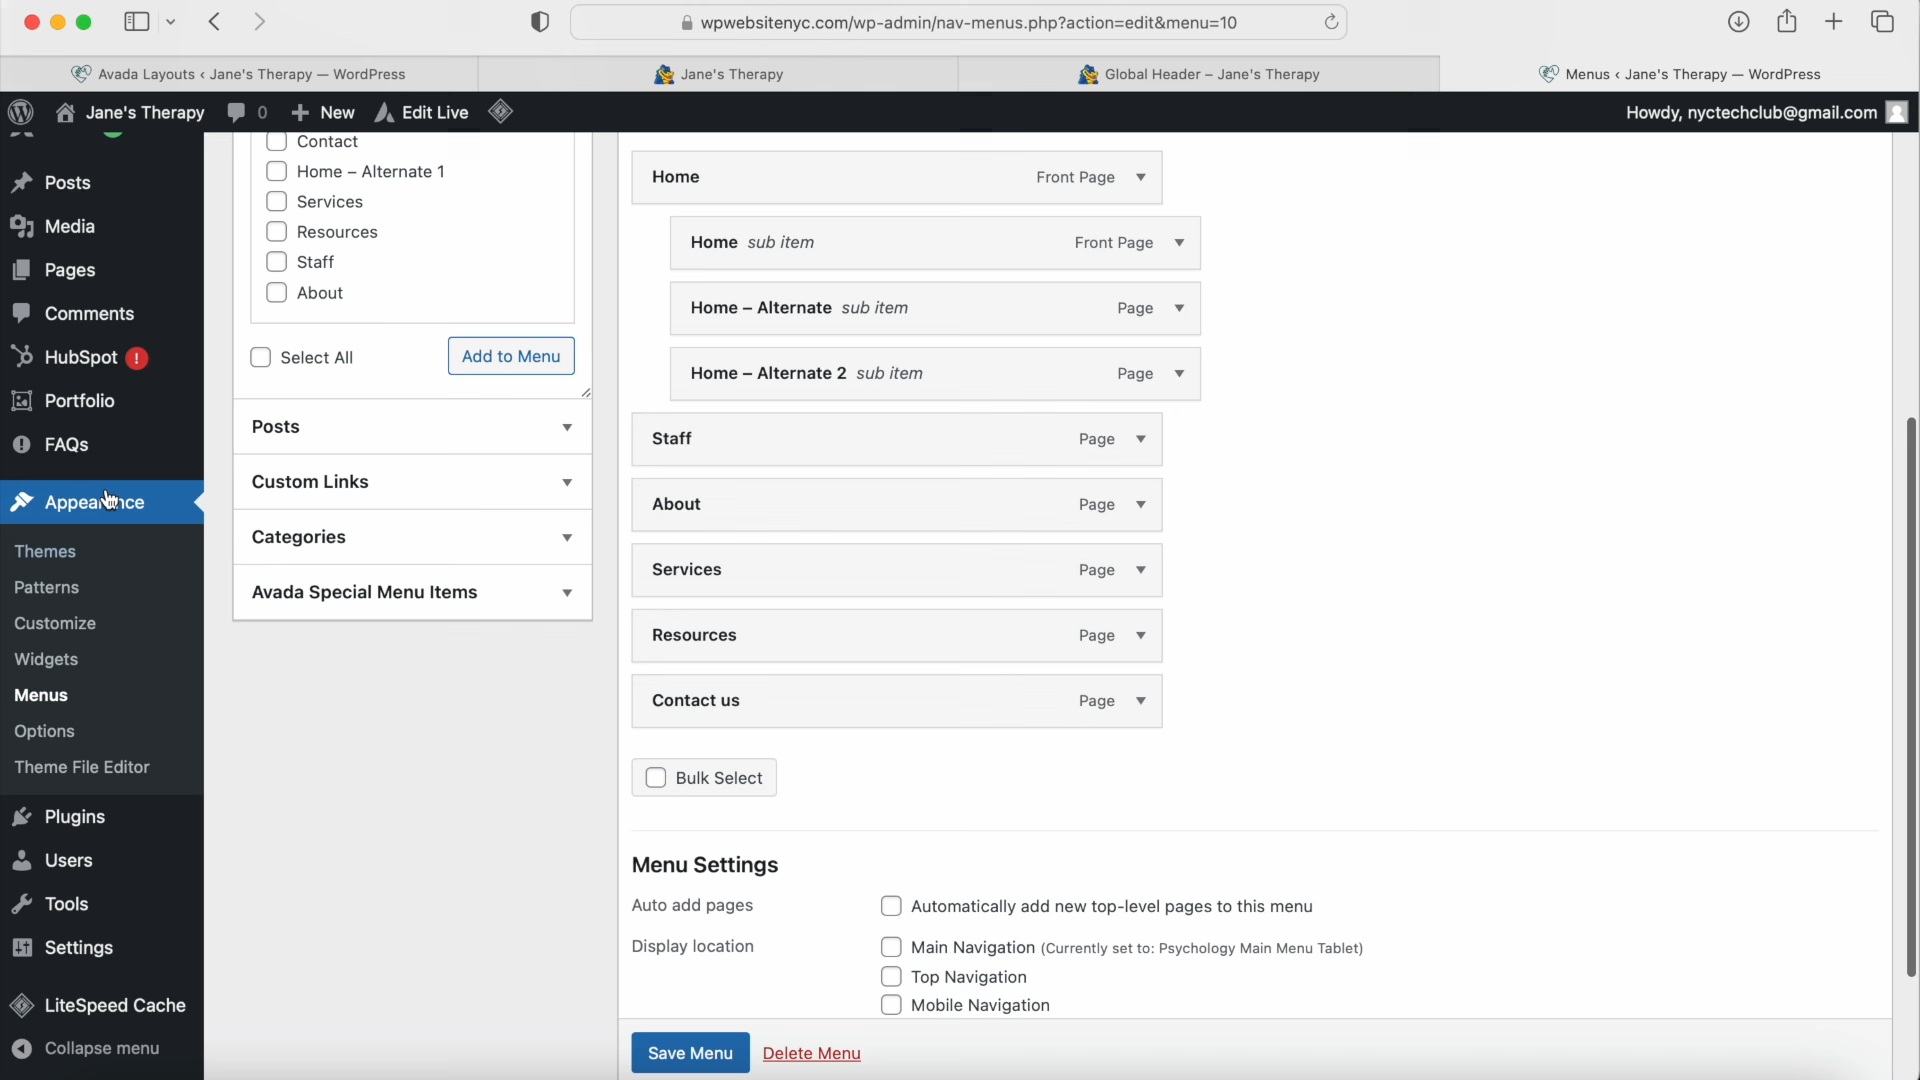 wpwebsitenyc.com/wp-admin/nav-menus.php?action=edit&menu=10
Avada Layouts ‹ Jane's Therapy — WordPress
Jane's Therapy
Global Header – Jane's Therapy
Menus ‹ Jane's Therapy — WordPress
Jane's Therapy
0
New
Edit Live
Howdy, nyctechclub@gmail.com
Posts
Media
Pages
Comments
HubSpot !
Portfolio
FAQs
Appearance
Themes
Patterns
Customize
Widgets
Menus
Options
Theme File Editor
Plugins
Users
Tools
Settings
LiteSpeed Cache
Collapse menu
Contact
Home – Alternate 1
Services
Resources
Staff
About
Select All
Add to Menu
Posts
Custom Links
Categories
Avada Special Menu Items
Home Front Page
Home sub item Front Page
Home – Alternate sub item Page
Home – Alternate 2 sub item Page
Staff Page
About Page
Services Page
Resources Page
Contact us Page
Bulk Select
Menu Settings
Auto add pages
Automatically add new top-level pages to this menu
Display location
Main Navigation (Currently set to: Psychology Main Menu Tablet)
Top Navigation
Mobile Navigation
Save Menu
Delete Menu